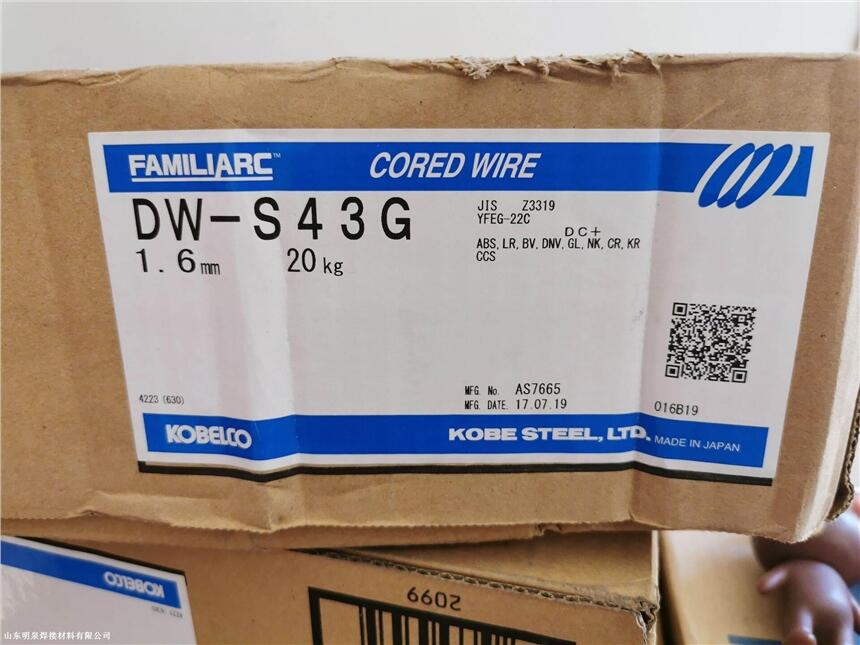 FAMILIARC™ CORED WIRE
DW-S43G
1.6mm 20kg
JIS Z3319
YFEG-22C
DC+
ABS, LR, BV, DNV, GL, NK, CR, KR
CCS
4223 (630)
MFG. No. AS7665
MFG. DATE. 17.07.19
016B19
KOBELCO
KOBE STEEL, LTD. MADE IN JAPAN
KOBELCO
4221 (630)
2099
山东明泉焊接材料有限公司